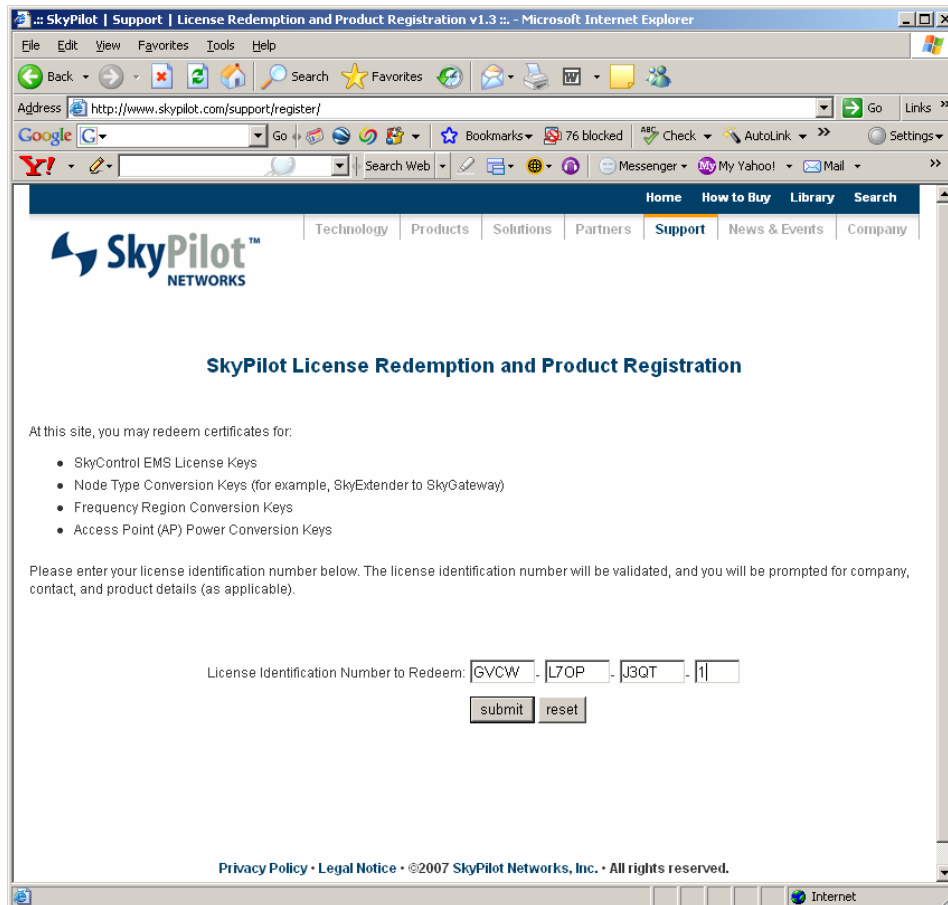 .:: SkyPilot | Support | License Redemption and Product Registration v1.3 ::. - Microsoft Internet Explorer
File Edit View Favorites Tools Help
Back Search Favorites
Address http://www.skypilot.com/support/register/ Go Links »
Google G Go Bookmarks 76 blocked ABC Check AutoLink » Settings
Y! Search Web Messenger My Yahoo! Mail »
Home How to Buy Library Search
Technology Products Solutions Partners Support News & Events Company
SkyPilot™
NETWORKS
SkyPilot License Redemption and Product Registration
At this site, you may redeem certificates for:
• SkyControl EMS License Keys
• Node Type Conversion Keys (for example, SkyExtender to SkyGateway)
• Frequency Region Conversion Keys
• Access Point (AP) Power Conversion Keys
Please enter your license identification number below. The license identification number will be validated, and you will be prompted for company,
contact, and product details (as applicable).
License Identification Number to Redeem: GVCW - L7OP - J3QT - 1
submit reset
Privacy Policy • Legal Notice • ©2007 SkyPilot Networks, Inc. • All rights reserved.
Internet